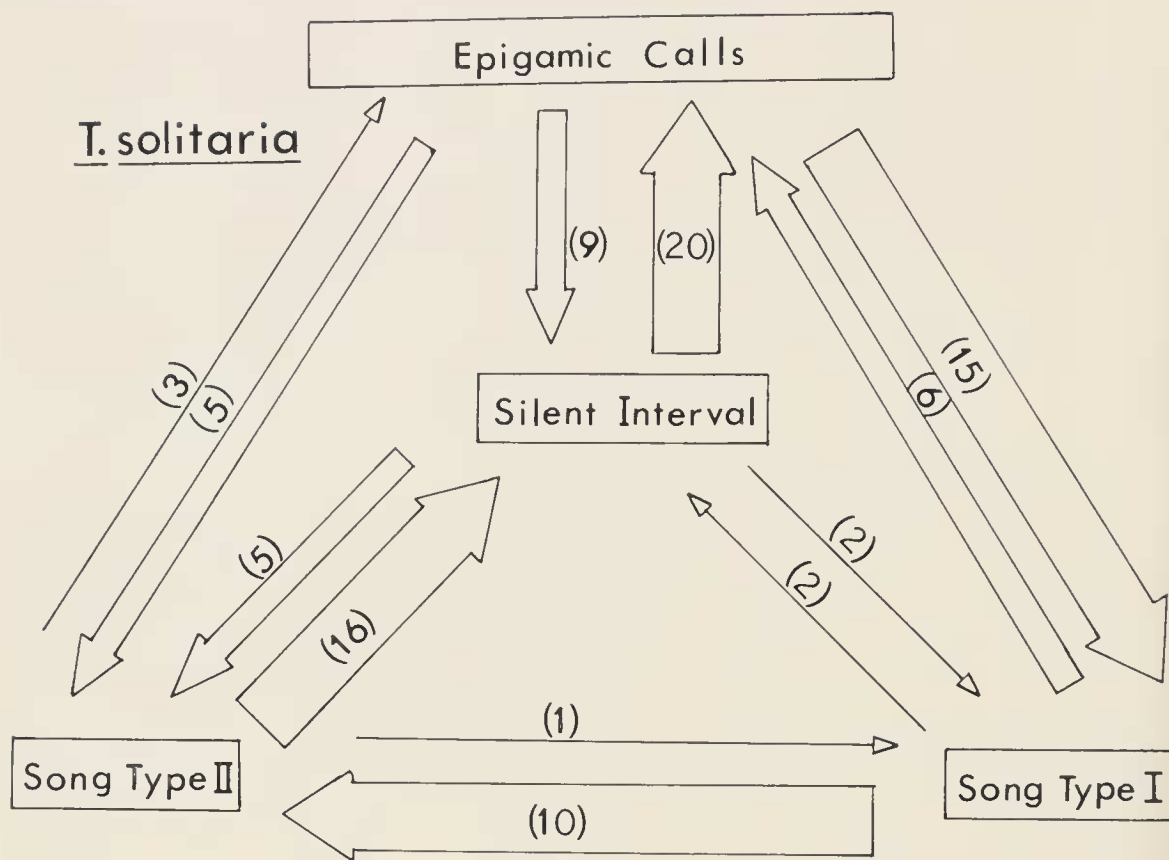 Epigamic Calls
T. solitaria
(9)
(20)
(3)
(5)
(15)
(6)
Silent Interval
(5)
(16)
(2)
(2)
(1)
Song Type II
Song Type I
(10)